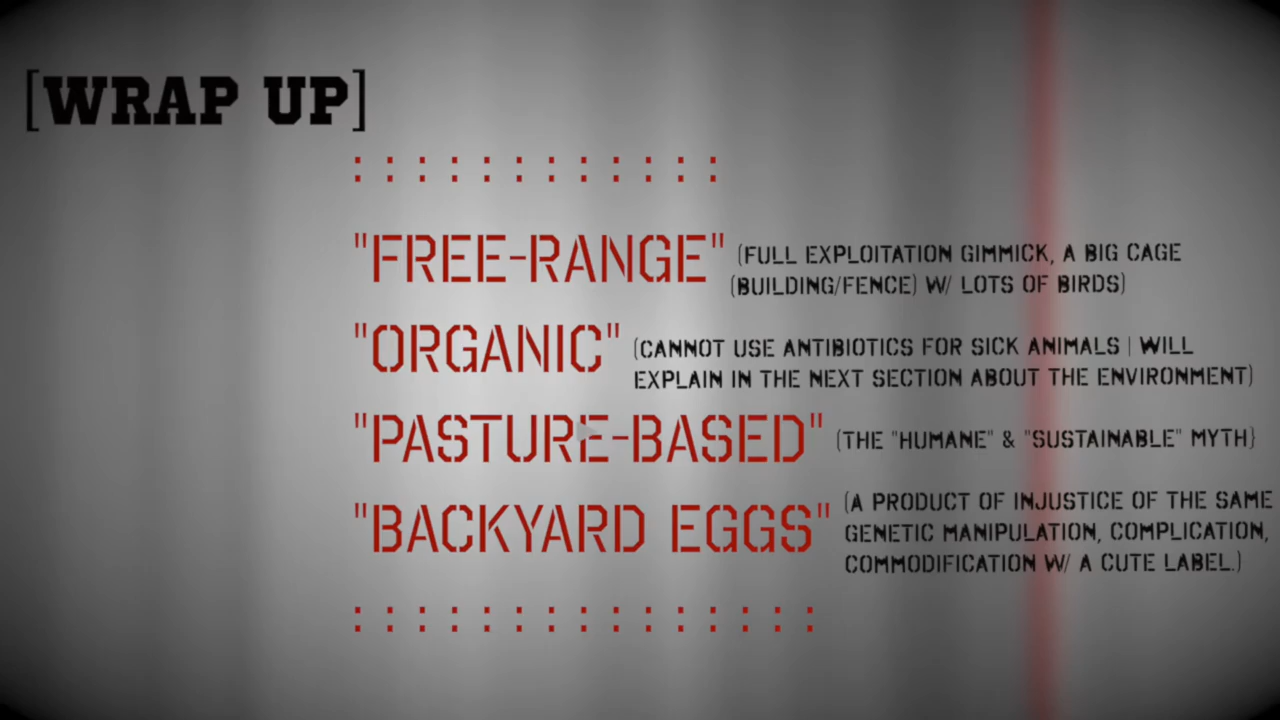 [WRAP UP]
: : : : : : : : : : : :
"FREE-RANGE" (FULL EXPLOITATION GIMMICK, A BIG CAGE
(BUILDING/FENCE) W/ LOTS OF BIRDS)
"ORGANIC" (CANNOT USE ANTIBIOTICS FOR SICK ANIMALS | WILL
EXPLAIN IN THE NEXT SECTION ABOUT THE ENVIRONMENT)
"PASTURE-BASED" (THE "HUMANE" & "SUSTAINABLE" MYTH}
"BACKYARD EGGS" (A PRODUCT OF INJUSTICE OF THE SAME
GENETIC MANIPULATION, COMPLICATION,
COMMODIFICATION W/ A CUTE LABEL.)
: : : : : : : : : : : : : : :